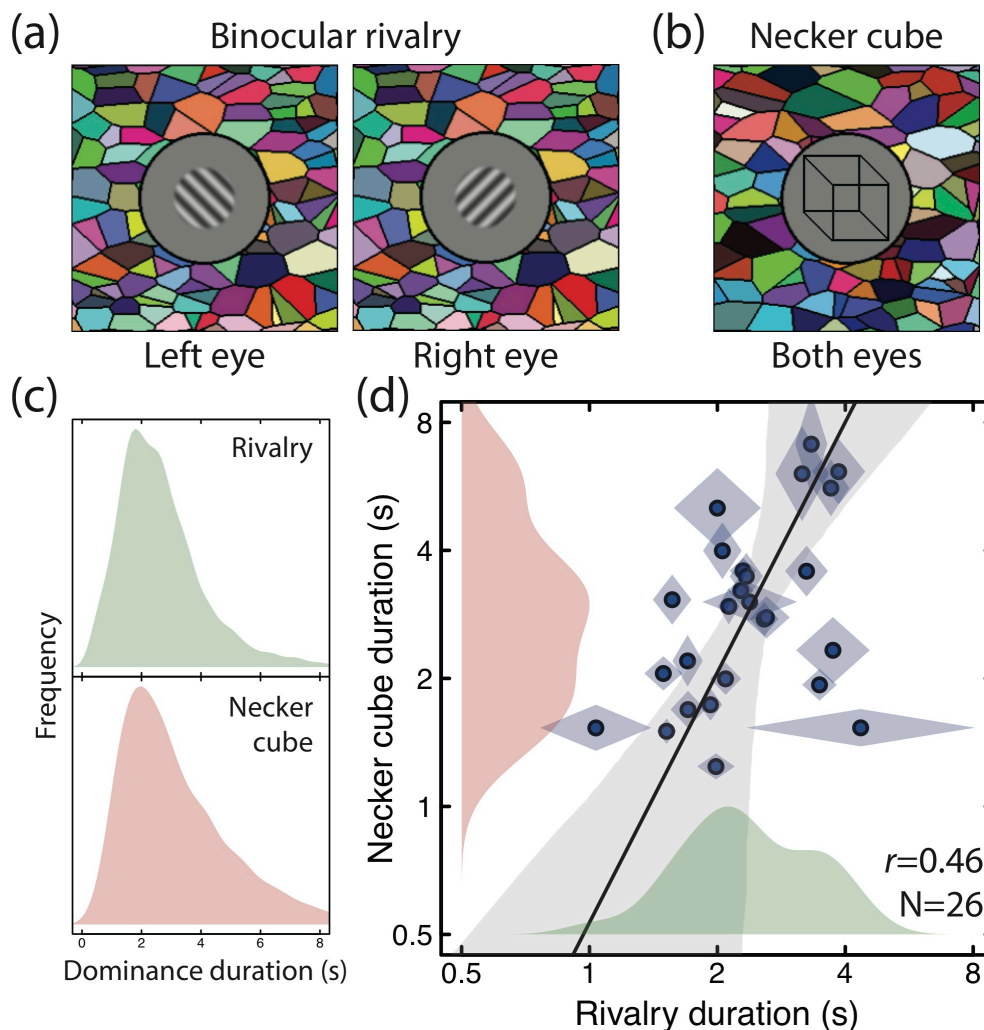 (a)
Binocular rivalry
(b)
Necker cube
Left eye
Right eye
Both eyes
(c)
Rivalry
Necker
cube
Frequency
0 2 4 6 8
Dominance duration (s)
(d)
8
4
2
1
0.5
Necker cube duration (s)
r=0.46
N=26
0.5 1 2 4 8
Rivalry duration (s)